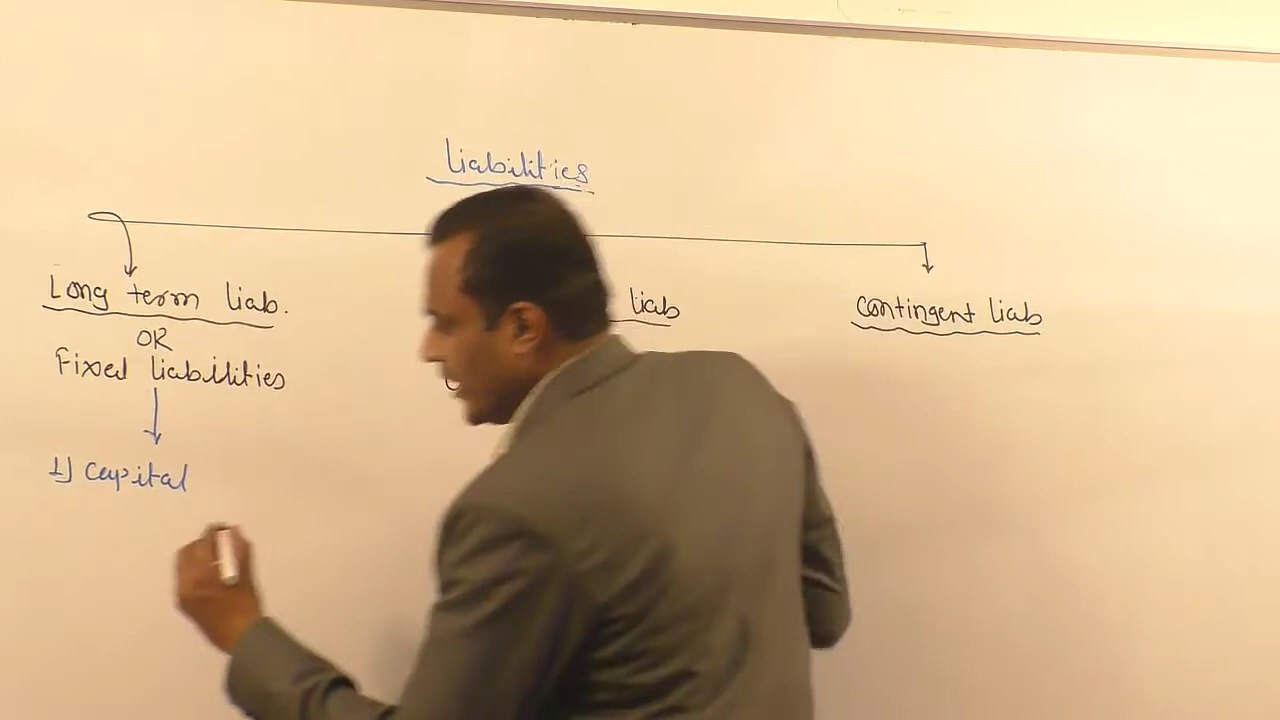 Liabilities
Long term liab.
liab
Contingent liab
OR
Fixed liabilities
1) Capital